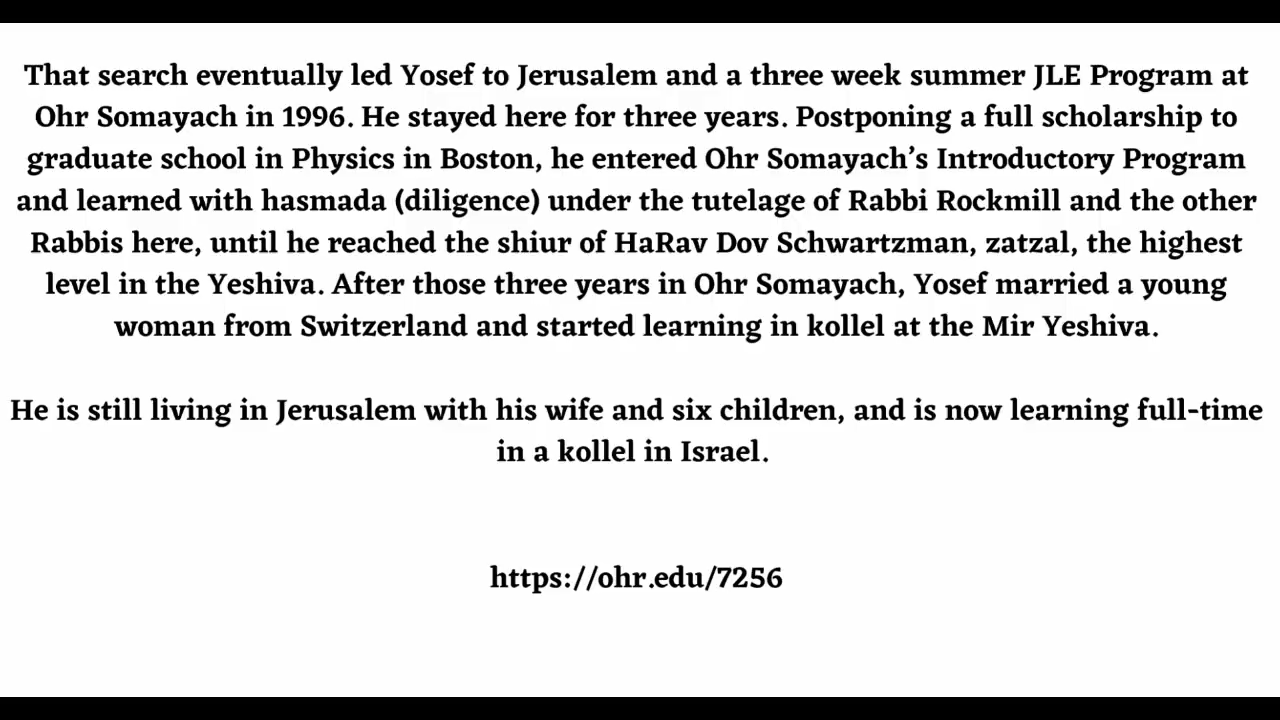 That search eventually led Yosef to Jerusalem and a three week summer JLE Program at
Ohr Somayach in 1996. He stayed here for three years. Postponing a full scholarship to
graduate school in Physics in Boston, he entered Ohr Somayach’s Introductory Program
and learned with hasmada (diligence) under the tutelage of Rabbi Rockmill and the other
Rabbis here, until he reached the shiur of HaRav Dov Schwartzman, zatzal, the highest
level in the Yeshiva. After those three years in Ohr Somayach, Yosef married a young
woman from Switzerland and started learning in kollel at the Mir Yeshiva.
He is still living in Jerusalem with his wife and six children, and is now learning full-time
in a kollel in Israel.
https://ohr.edu/7256